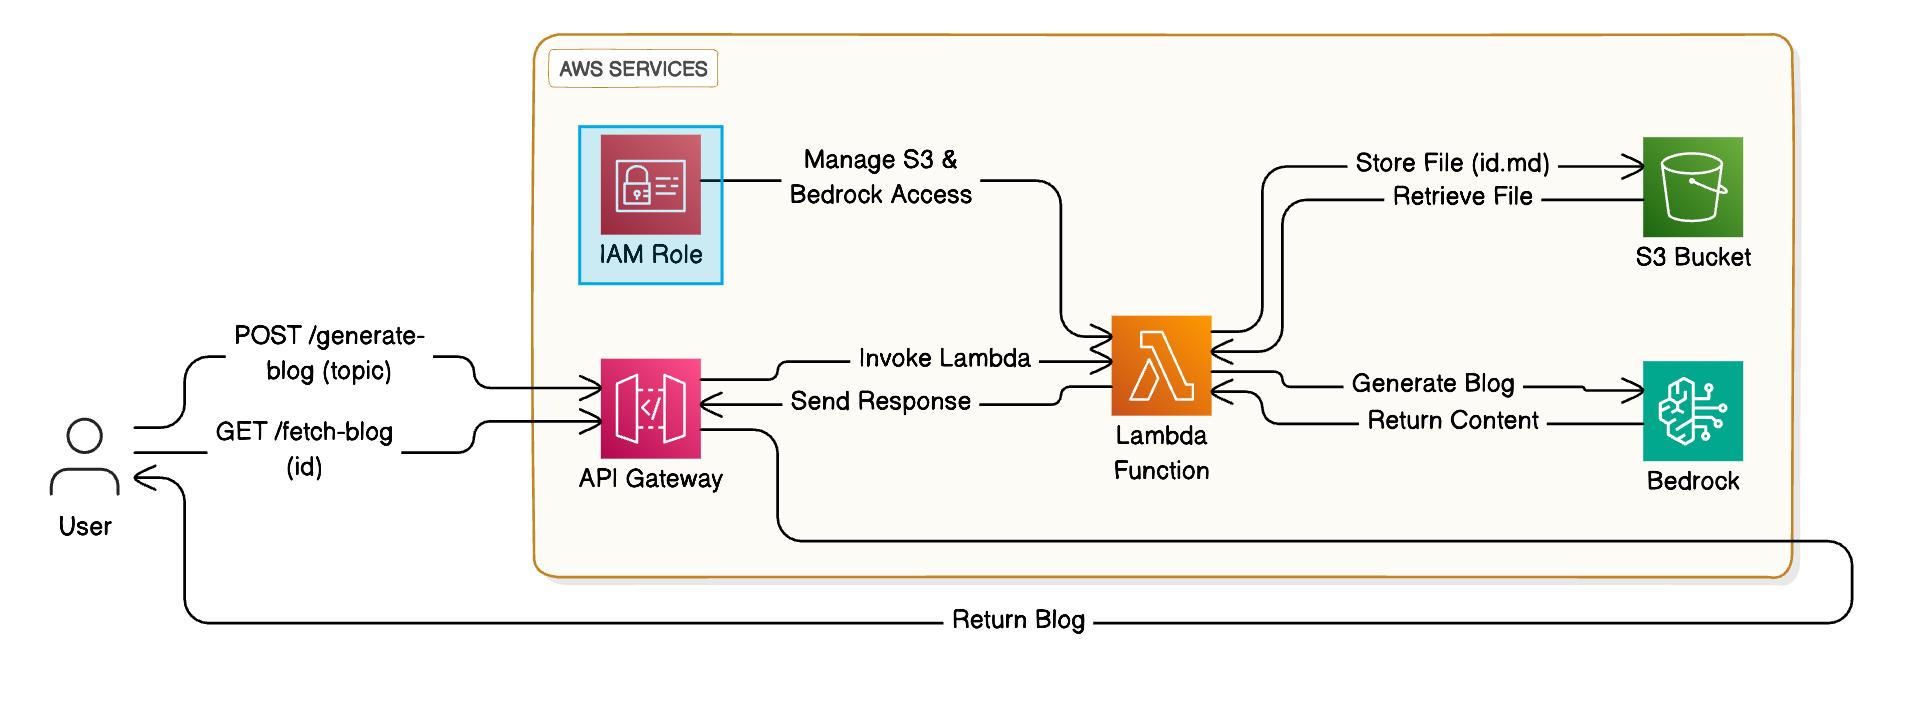 AWS SERVICES
Manage S3 &
Bedrock Access
IAM Role
Store File (id.md)
Retrieve File
S3 Bucket
POST /generate-
blog (topic)
GET /fetch-blog
(id)
User
API Gateway
Invoke Lambda
Send Response
Lambda
Function
Generate Blog
Return Content
Bedrock
Return Blog